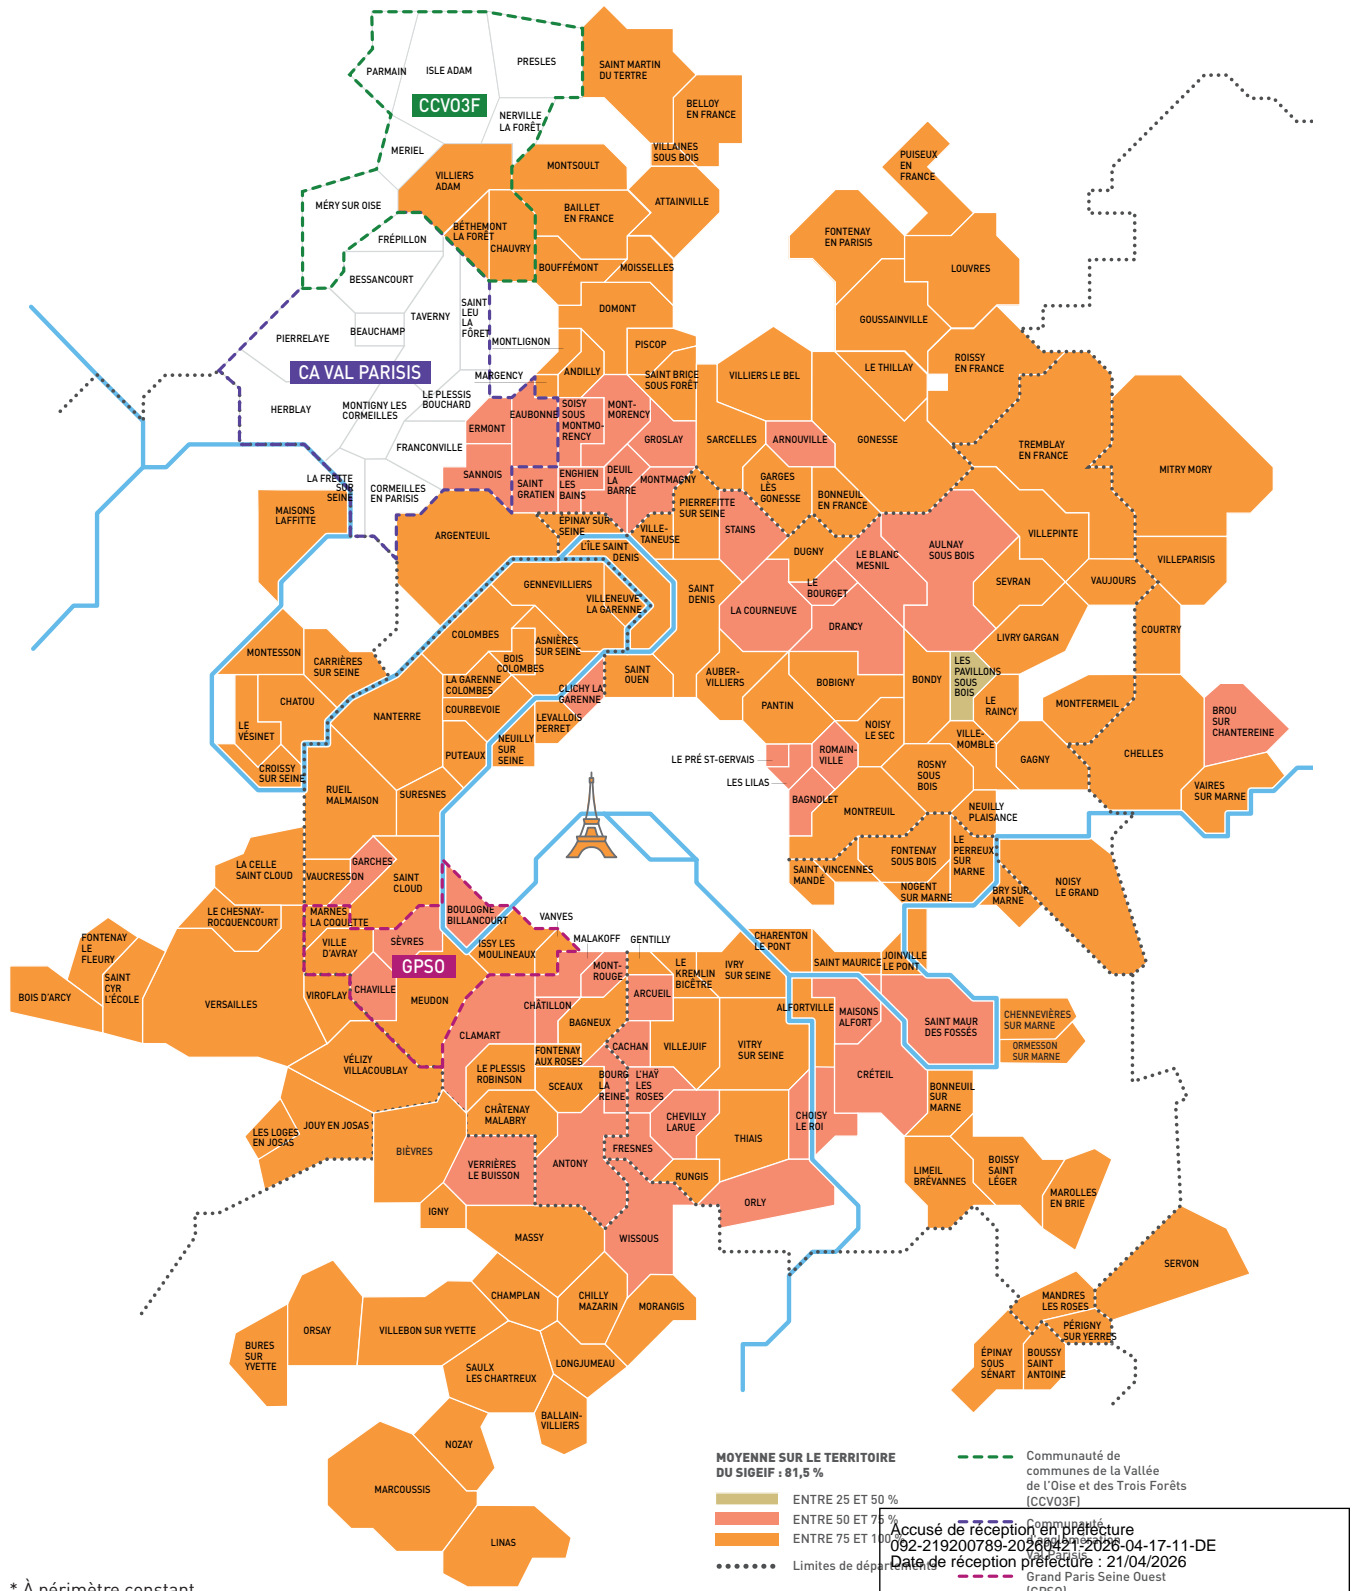 PARMAIN
ISLE ADAM
PRESLES
SAINT MARTIN
DU TERTRE
CCVO3F
BELLOY
EN FRANCE
NERVILLE
LA FORÊT
MERIEL
VILLAINES
SOUS BOIS
PUISEUX
EN
FRANCE
MONTSOULT
VILLIERS
ADAM
MÉRY SUR OISE
BAILLET
EN FRANCE
ATTAINVILLE
FRÉPILLON
BÉTHEMONT
LA FORÊT
CHAUVRY
FONTENAY
EN PARISIS
BESSANCOURT
BOUFFÉMONT
MOISSELLES
LOUVRES
SAINT
LEU
LA
FÔRET
TAVERNY
DOMONT
GOUSSAINVILLE
PIERRELAYE
BEAUCHAMP
MONTLIGNON
PISCOP
CA VAL PARISIS
MARGENCY
ANDILLY
SAINT BRICE
SOUS FORÊT
VILLIERS LE BEL
LE THILLAY
ROISSY
EN FRANCE
HERBLAY
MONTIGNY LES
CORMEILLES
LE PLESSIS
BOUCHARD
EAUBONNE
SOISY
SOUS
MONTMO-
RENCY
MONT-
MORENCY
ERMONT
GROSLAY
SARCELLES
ARNOUVILLE
GONESSE
TREMBLAY
EN FRANCE
MITRY MORY
FRANCONVILLE
SANNOIS
LA FRETTE
SUR
SEINE
CORMEILLES
EN PARISIS
SAINT
GRATIEN
ENGHIEN
LES
BAINS
DEUIL
LA
BARRE
MONTMAGNY
GARGES
LÈS
GONESSE
BONNEUIL
EN FRANCE
MAISONS
LAFFITTE
ARGENTEUIL
ÉPINAY SUR
SEINE
VILLE-
TANEUSE
PIERREFITTE
SUR SEINE
STAINS
DUGNY
LE BLANC
MESNIL
AULNAY
SOUS BOIS
VILLEPINTE
VILLEPARISIS
L'ÎLE SAINT
DENIS
GENNEVILLIERS
VILLENEUVE
LA GARENNE
SAINT
DENIS
LE
BOURGET
LA COURNEUVE
SEVRAN
VAUJOURS
DRANCY
LIVRY GARGAN
COURTRY
MONTESSON
CARRIÈRES
SUR SEINE
COLOMBES
BOIS
COLOMBES
ASNIÈRES
SUR SEINE
SAINT
OUEN
AUBER-
VILLIERS
BOBIGNY
BONDY
LES
PAVILLONS
SOUS
BOIS
LA GARENNE
COLOMBES
CLICHY LA
GARENNE
CHATOU
NANTERRE
COURBEVOIE
LEVALLOIS
PERRET
PANTIN
LE
RAINCY
MONTFERMEIL
BROU
SUR
CHANTEREINE
LE
VÉSINET
PUTEAUX
NEUILLY
SUR
SEINE
NOISY
LE SEC
VILLE-
MOMBLE
GAGNY
CHELLES
CROISSY
SUR SEINE
LE PRÉ ST-GERVAIS
ROMAIN-
VILLE
ROSNY
SOUS
BOIS
RUEIL
MALMAISON
SURESNES
LES LILAS
BAGNOLET
MONTREUIL
NEUILLY
PLAISANCE
VAIRES
SUR MARNE
LA CELLE
SAINT CLOUD
VAUCRESSON
GARCHES
SAINT
CLOUD
SAINT
MANDÉ
VINCENNES
FONTENAY
SOUS BOIS
LE
PERREUX
SUR
MARNE
NOGENT
SUR MARNE
BRY SUR
MARNE
NOISY
LE GRAND
LE CHESNAY-
ROCQUENCOURT
MARNES
LA COQUETTE
BOULOGNE
BILLANCOURT
VANVES
MALAKOFF
GENTILLY
CHARENTON
LE PONT
FONTENAY
LE
FLEURY
VILLE
D'AVRAY
SÈVRES
ISSY LES
MOULINEAUX
GPSO
MONT-
ROUGE
LE
KREMLIN
BICÊTRE
IVRY
SUR SEINE
SAINT MAURICE
JOINVILLE
LE PONT
BOIS D'ARCY
SAINT
CYR
L'ÉCOLE
VERSAILLES
VIROFLAY
CHAVILLE
MEUDON
CHÂTILLON
ARCUEIL
ALFORTVILLE
MAISONS
ALFORT
SAINT MAUR
DES FOSSÉS
CHENNEVIÈRES
SUR MARNE
ORMESSON
SUR MARNE
CLAMART
BAGNEUX
CACHAN
VILLEJUIF
VITRY
SUR SEINE
VÉLIZY
VILLACOUBLAY
LE PLESSIS
ROBINSON
FONTENAY
AUX ROSES
SCEAUX
BOURG
LA
REINE
L'HAŸ
LES
ROSES
CRÉTEIL
BONNEUIL
SUR
MARNE
LES LOGES
EN JOSAS
JOUY EN JOSAS
CHÂTENAY
MALABRY
CHEVILLY
LARUE
THIAIS
CHOISY
LE ROI
BIÈVRES
VERRIÈRES
LE BUISSON
ANTONY
FRESNES
RUNGIS
ORLY
LIMEIL
BRÉVANNES
BOISSY
SAINT
LÉGER
MAROLLES
EN BRIE
IGNY
MASSY
WISSOUS
SERVON
CHAMPLAN
CHILLY
MAZARIN
MORANGIS
MANDRES
LES ROSES
PÉRIGNY
SUR YERRES
ORSAY
VILLEBON SUR YVETTE
BURES
SUR
YVETTE
SAULX
LES CHARTREUX
LONGJUMEAU
ÉPINAY
SOUS
SÉNART
BOUSSY
SAINT
ANTOINE
BALLAIN-
VILLIERS
NOZAY
MARCOUSSIS
LINAS
MOYENNE SUR LE TERRITOIRE
DU SIGEIF : 81,5 %
ENTRE 25 ET 50 %
ENTRE 50 ET 75 %
ENTRE 75 ET 100 %
Limites de départements
Communauté de
communes de la Vallée
de l'Oise et des Trois Forêts
(CCVO3F)
Communauté
d'agglomération
Val Parisis
Grand Paris Seine Ouest
(GPSO)
Accusé de réception en préfecture
092-219200789-20260421-2026-04-17-11-DE
Date de réception préfecture : 21/04/2026
* À périmètre constant